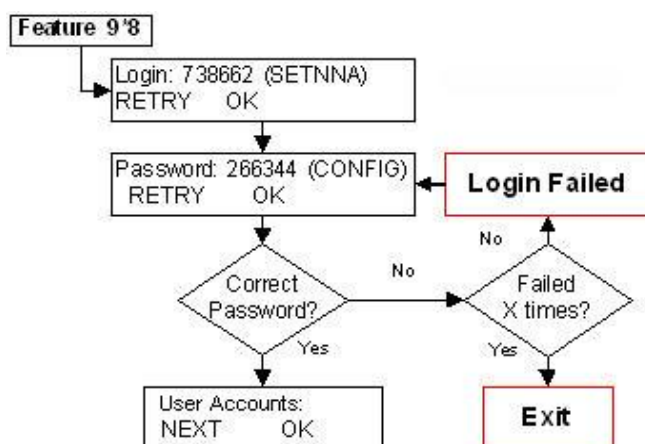 Feature 9*8
Login: 738662 (SETNNA)
RETRY OK
Password: 266344 (CONFIG)
RETRY OK
Login Failed
No
Correct
Password?
No
Failed
X times?
Yes
Yes
User Accounts:
NEXT OK
Exit